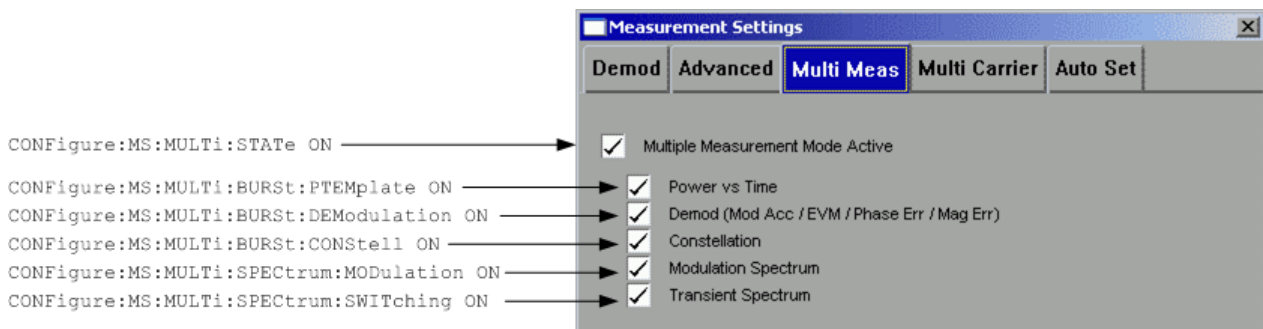 Measurement Settings
Demod Advanced Multi Meas Multi Carrier Auto Set
CONFigure:MS:MULTi:STATe ON Multiple Measurement Mode Active
CONFigure:MS:MULTi:BURSt:PTEMplate ON Power vs Time
CONFigure:MS:MULTi:BURSt:DEModulation ON Demod (Mod Acc / EVM / Phase Err / Mag Err)
CONFigure:MS:MULTi:BURSt:CONStell ON Constellation
CONFigure:MS:MULTi:SPECtrum:MODulation ON Modulation Spectrum
CONFigure:MS:MULTi:SPECtrum:SWITching ON Transient Spectrum